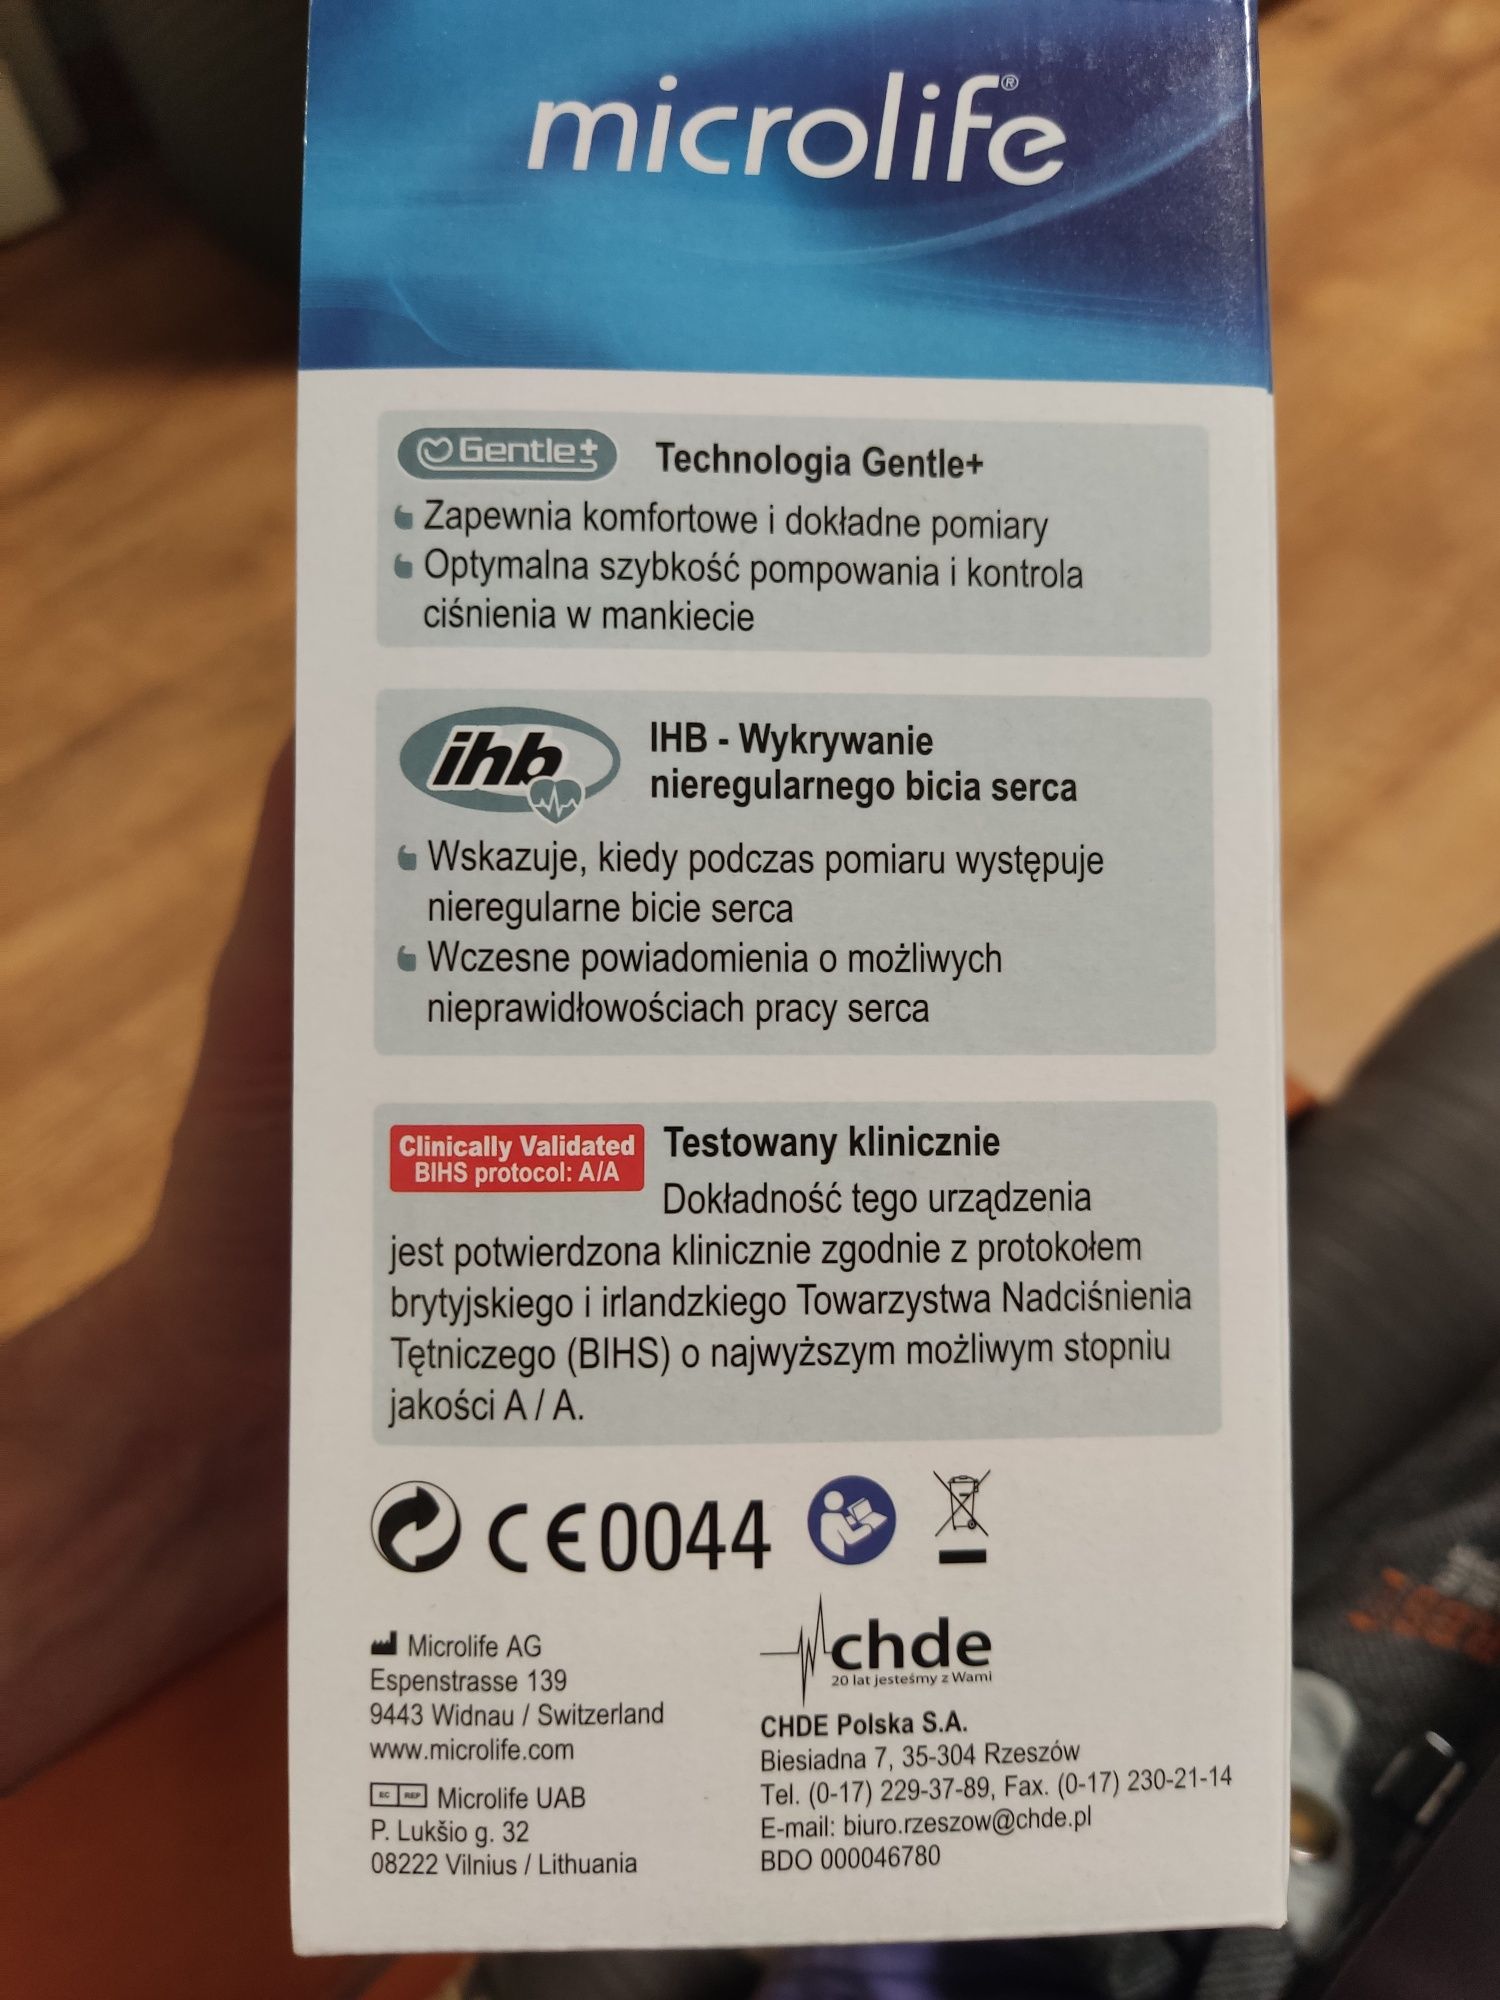 microlife®
Gentle+ Technologia Gentle+
Zapewnia komfortowe i dokładne pomiary
Optymalna szybkość pompowania i kontrola
ciśnienia w mankiecie
ihb
IHB - Wykrywanie
nieregularnego bicia serca
Wskazuje, kiedy podczas pomiaru występuje
nieregularne bicie serca
Wczesne powiadomienia o możliwych
nieprawidłowościach pracy serca
Clinically Validated
BIHS protocol: A/A
Testowany klinicznie
Dokładność tego urządzenia
jest potwierdzona klinicznie zgodnie z protokołem
brytyjskiego i irlandzkiego Towarzystwa Nadciśnienia
Tętniczego (BIHS) o najwyższym możliwym stopniu
jakości A / A.
CE0044
Microlife AG
Espenstrasse 139
9443 Widnau / Switzerland
www.microlife.com
EC REP Microlife UAB
P. Lukšio g. 32
08222 Vilnius / Lithuania
chde
20 lat jesteśmy z Wami
CHDE Polska S.A.
Biesiadna 7, 35-304 Rzeszów
Tel. (0-17) 229-37-89, Fax. (0-17) 230-21-14
E-mail: biuro.rzeszow@chde.pl
BDO 000046780